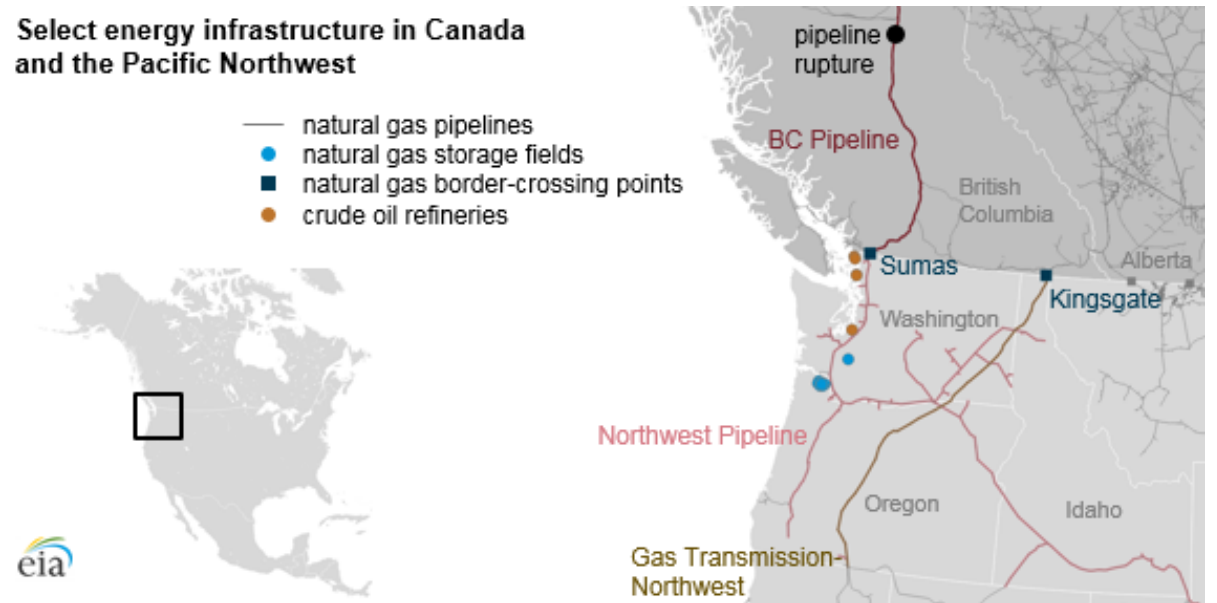 Select energy infrastructure in Canada
and the Pacific Northwest
natural gas pipelines
natural gas storage fields
natural gas border-crossing points
crude oil refineries
eia
pipeline
rupture
BC Pipeline
British
Columbia
Alberta
Sumas
Kingsgate
Washington
Northwest Pipeline
Oregon
Idaho
Gas Transmission-
Northwest